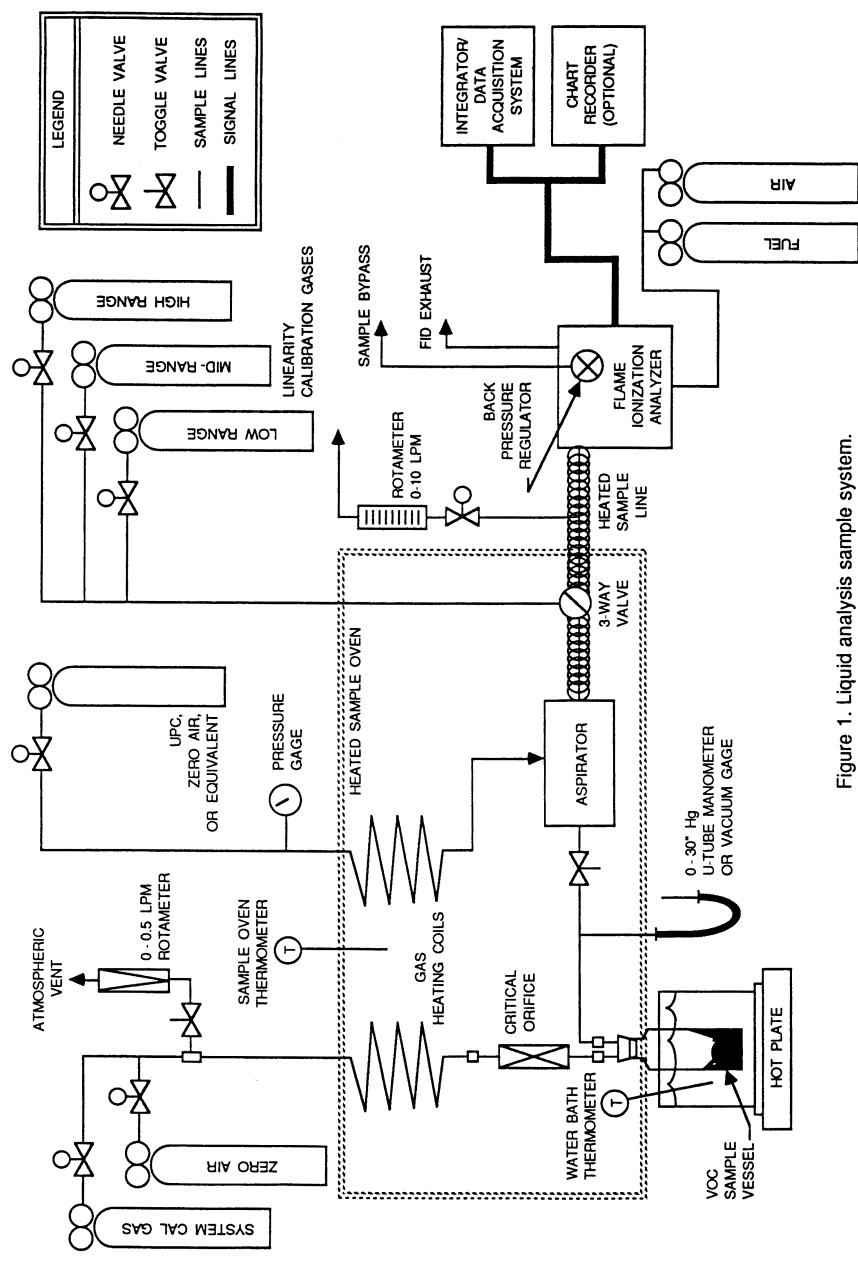 LEGEND
NEEDLE VALVE
TOGGLE VALVE
SAMPLE LINES
SIGNAL LINES
SYSTEM CAL GAS
ZERO AIR
ATMOSPHERIC
VENT
0 - 0.5 LPM
ROTAMETER
UPC,
ZERO AIR,
OR EQUIVALENT
PRESSURE
GAGE
HIGH RANGE
MID-RANGE
LOW RANGE
LINEARITY
CALIBRATION GASES
SAMPLE OVEN
THERMOMETER
T
HEATED SAMPLE OVEN
GAS
HEATING COILS
CRITICAL
ORIFICE
WATER BATH
THERMOMETER
T
ASPIRATOR
3-WAY
VALVE
HEATED
SAMPLE
LINE
ROTAMETER
0-10 LPM
BACK
PRESSURE
REGULATOR
SAMPLE BYPASS
FID EXHAUST
FLAME
IONIZATION
ANALYZER
INTEGRATOR/
DATA
ACQUISITION
SYSTEM
CHART
RECORDER
(OPTIONAL)
FUEL
AIR
VOC
SAMPLE
VESSEL
HOT PLATE
0 - 30" Hg
U-TUBE MANOMETER
OR VACUUM GAGE
Figure 1. Liquid analysis sample system.